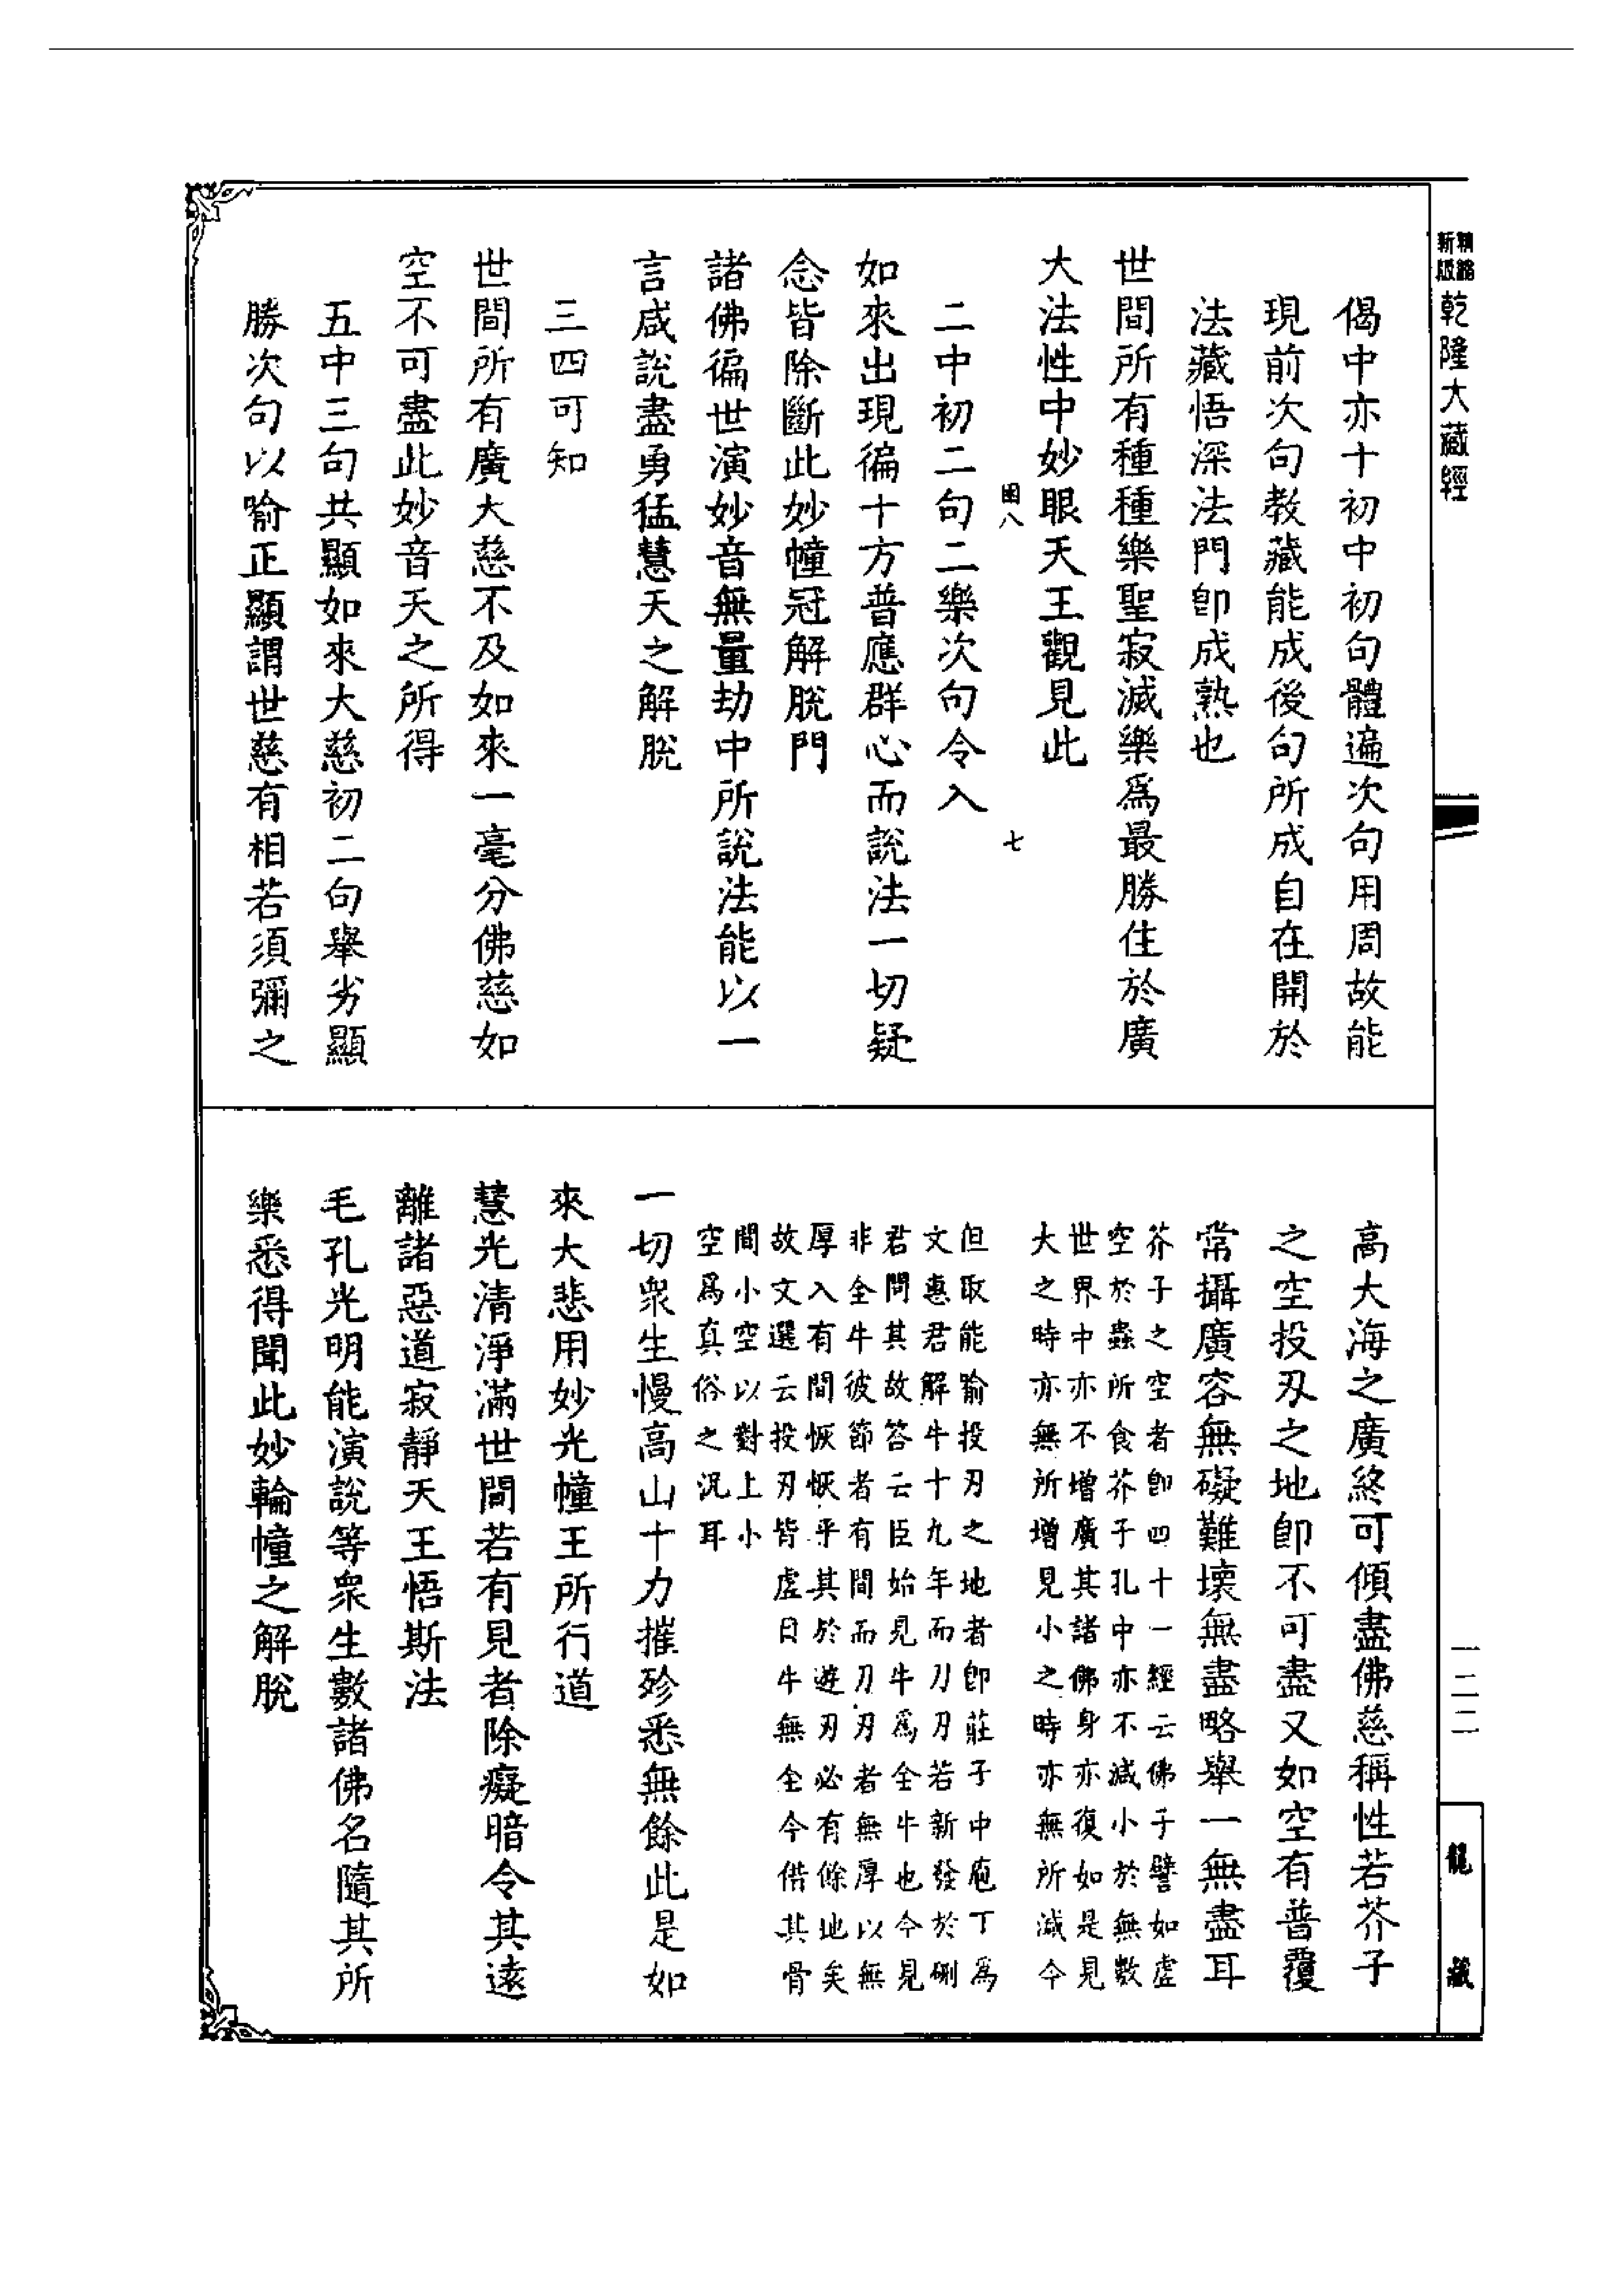 精縮
新版
乾隆大藏經
偈中亦十初中初句體遍次句用周故能
現前次句教藏能成後句所成自在開於
法藏悟深法門卽成熟也
世間所有種種樂聖寂滅樂爲最勝住於廣
大法性中妙眼天王觀見此
七
二中初二句二樂次句令入
如來出現徧十方普應群心而說法一切疑
念皆除斷此妙幢冠解脫門
諸佛徧世演妙音無量劫中所說法能以一
言咸說盡勇猛慧天之解脫
三四可知
世間所有廣大慈不及如來一毫分佛慈如
空不可盡此妙音天之所得
五中三句共顯如來大慈初二句舉劣顯
勝次句以喻正顯謂世慈有相若須彌之
一二二
龍藏
高大海之廣終可傾盡佛慈稱性若芥子
之空投刃之地卽不可盡又如空有普覆
常攝廣容無礙難壞無盡略舉一無盡耳
芥子之空者卽四十一經云佛子譬如虛
空於蟲所食芥子孔中亦不減小於無數
世界中亦不增廣其諸佛身亦復如是見
大之時亦無所增見小之時亦無所減今
但取能喻投刃之地者卽莊子中庖丁爲
文惠君解牛十九年而刀刃若新發於硎
君問其故答云臣始見牛爲全牛也今見
非全牛彼節者有間而刀刃者無厚以無
厚入有間恢恢乎其於遊刃必有餘地矣
故文選云投刃皆虛目牛無全今借其骨
間小空以對上小
空爲真俗之況耳
一切衆生慢高山十力摧殄悉無餘此是如
來大悲用妙光幢王所行道
慧光清淨滿世間若有見者除癡暗令其遠
離諸惡道寂靜天王悟斯法
毛孔光明能演說等衆生數諸佛名隨其所
樂悉得聞此妙輪幢之解脫